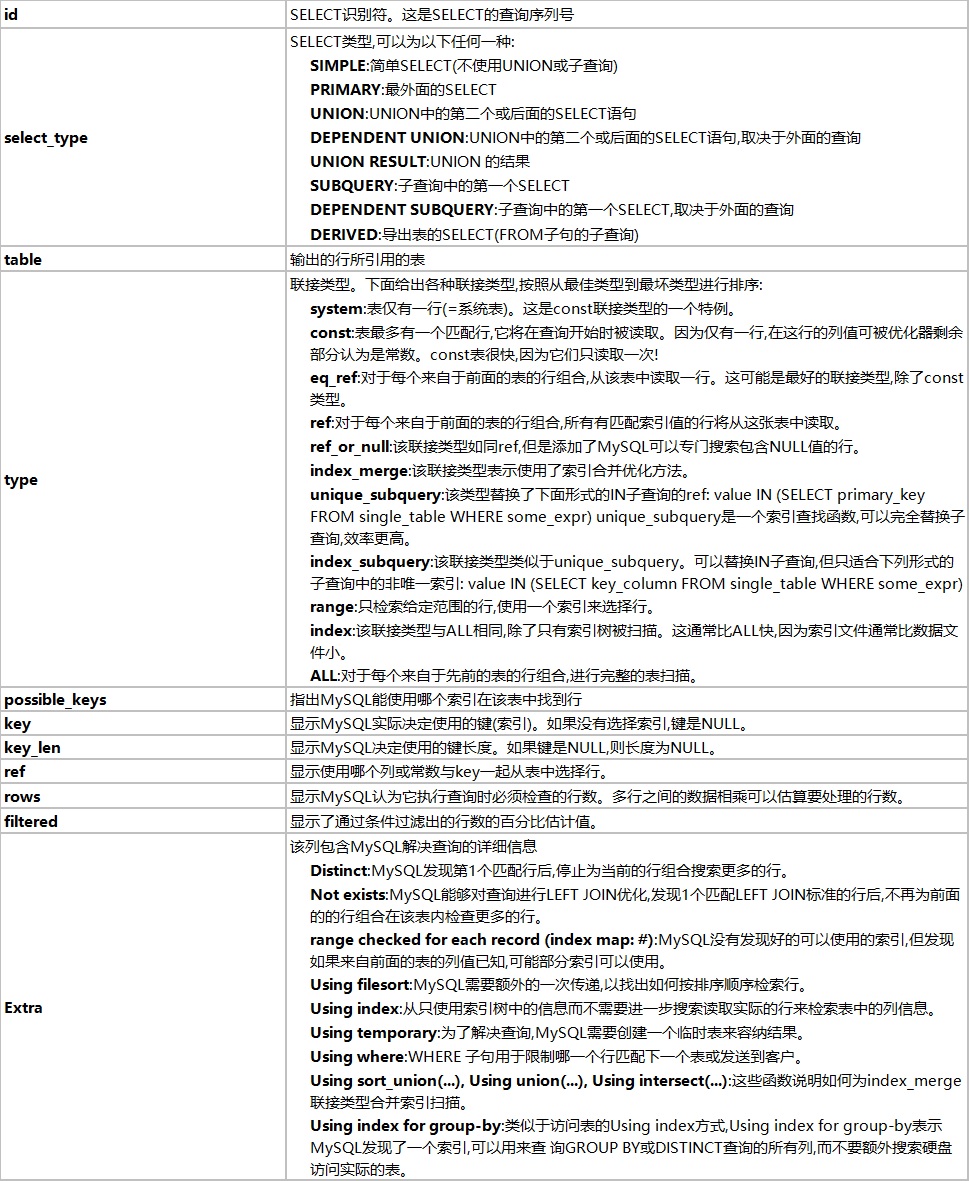 id
SELECT识别符。这是SELECT的查询序列号
select_type
SELECT类型,可以为以下任何一种:
SIMPLE:简单SELECT(不使用UNION或子查询)
PRIMARY:最外面的SELECT
UNION:UNION中的第二个或后面的SELECT语句
DEPENDENT UNION:UNION中的第二个或后面的SELECT语句,取决于外面的查询
UNION RESULT:UNION 的结果
SUBQUERY:子查询中的第一个SELECT
DEPENDENT SUBQUERY:子查询中的第一个SELECT,取决于外面的查询
DERIVED:导出表的SELECT(FROM子句的子查询)
table
输出的行所引用的表
type
联接类型。下面给出各种联接类型,按照从最佳类型到最坏类型进行排序:
system:表仅有一行(=系统表)。这是const联接类型的一个特例。
const:表最多有一个匹配行,它将在查询开始时被读取。因为仅有一行,在这行的列值可被优化器剩余
部分认为是常数。const表很快,因为它们只读取一次!
eq_ref:对于每个来自于前面的表的行组合,从该表中读取一行。这可能是最好的联接类型,除了const
类型。
ref:对于每个来自于前面的表的行组合,所有有匹配索引值的行将从这张表中读取。
ref_or_null:该联接类型如同ref,但是添加了MySQL可以专门搜索包含NULL值的行。
index_merge:该联接类型表示使用了索引合并优化方法。
unique_subquery:该类型替换了下面形式的IN子查询的ref: value IN (SELECT primary_key
FROM single_table WHERE some_expr) unique_subquery是一个索引查找函数,可以完全替换子
查询,效率更高。
index_subquery:该联接类型类似于unique_subquery。可以替换IN子查询,但只适合下列形式的
子查询中的非唯一索引: value IN (SELECT key_column FROM single_table WHERE some_expr)
range:只检索给定范围的行,使用一个索引来选择行。
index:该联接类型与ALL相同,除了只有索引树被扫描。这通常比ALL快,因为索引文件通常比数据文
件小。
ALL:对于每个来自于先前的表的行组合,进行完整的表扫描。
possible_keys
指出MySQL能使用哪个索引在该表中找到行
key
显示MySQL实际决定使用的键(索引)。如果没有选择索引,键是NULL。
key_len
显示MySQL决定使用的键长度。如果键是NULL,则长度为NULL。
ref
显示使用哪个列或常数与key一起从表中选择行。
rows
显示MySQL认为它执行查询时必须检查的行数。多行之间的数据相乘可以估算要处理的行数。
filtered
显示了通过条件过滤出的行数的百分比估计值。
Extra
该列包含MySQL解决查询的详细信息
Distinct:MySQL发现第1个匹配行后,停止为当前的行组合搜索更多的行。
Not exists:MySQL能够对查询进行LEFT JOIN优化,发现1个匹配LEFT JOIN标准的行后,不再为前面
的的行组合在该表内检查更多的行。
range checked for each record (index map: #):MySQL没有发现好的可以使用的索引,但发现
如果来自前面的表的列值已知,可能部分索引可以使用。
Using filesort:MySQL需要额外的一次传递,以找出如何按排序顺序检索行。
Using index:从只使用索引树中的信息而不需要进一步搜索读取实际的行来检索表中的列信息。
Using temporary:为了解决查询,MySQL需要创建一个临时表来容纳结果。
Using where:WHERE 子句用于限制哪一个行匹配下一个表或发送到客户。
Using sort_union(...), Using union(...), Using intersect(...):这些函数说明如何为index_merge
联接类型合并索引扫描。
Using index for group-by:类似于访问表的Using index方式,Using index for group-by表示
MySQL发现了一个索引,可以用来查 询GROUP BY或DISTINCT查询的所有列,而不要额外搜索硬盘
访问实际的表。